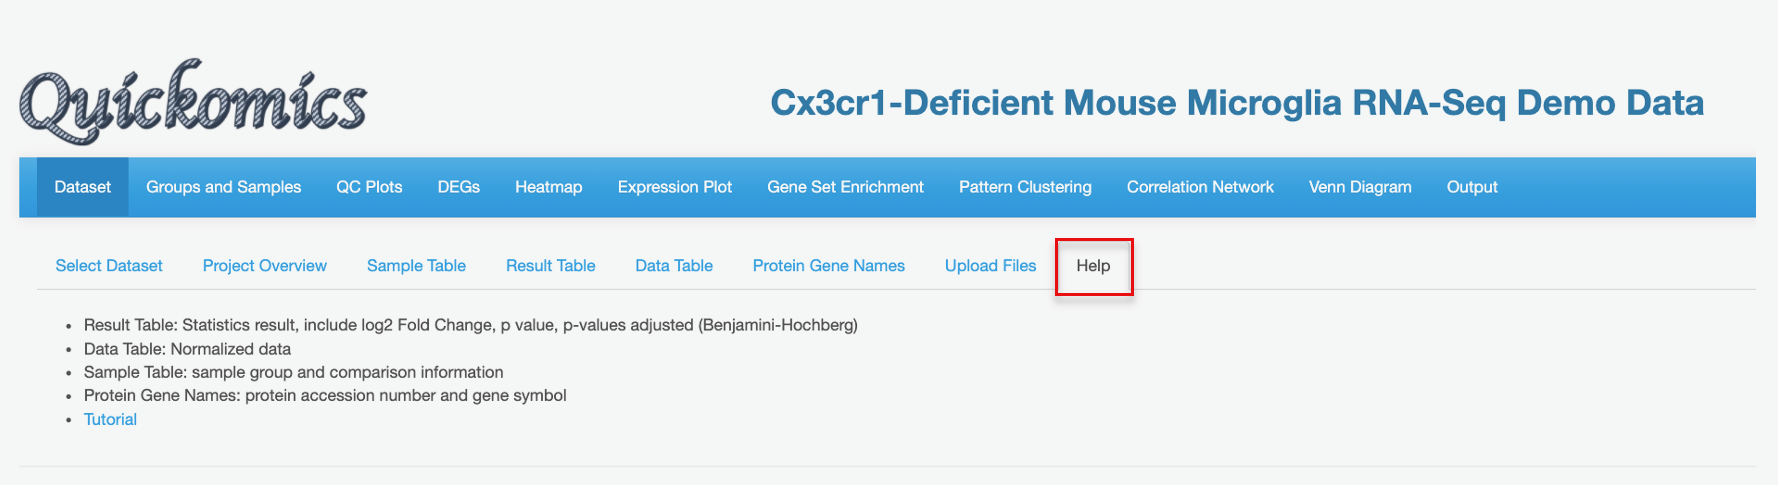 Quickomics
Cx3cr1-Deficient Mouse Microglia RNA-Seq Demo Data
Dataset Groups and Samples QC Plots DEGs Heatmap Expression Plot Gene Set Enrichment Pattern Clustering Correlation Network Venn Diagram Output
Select Dataset Project Overview Sample Table Result Table Data Table Protein Gene Names Upload Files Help
• Result Table: Statistics result, include log2 Fold Change, p value, p-values adjusted (Benjamini-Hochberg)
• Data Table: Normalized data
• Sample Table: sample group and comparison information
• Protein Gene Names: protein accession number and gene symbol
• Tutorial